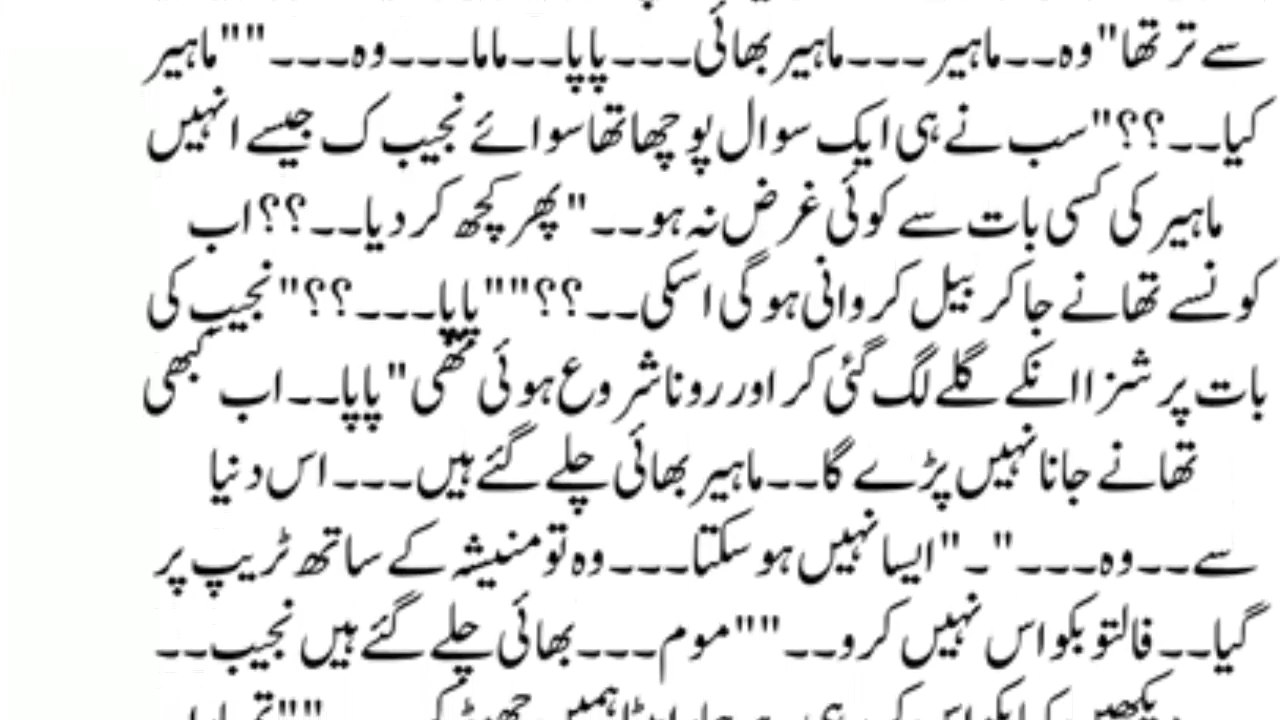 سے تر تھا"وہ۔۔ماہیر۔۔۔ماہیر بھائی۔۔۔پاپا۔۔ماما۔۔۔وہ۔۔۔""ماہیر
کیا۔۔؟؟"سب نے ہی ایک سوال پوچھا تھا سوائے نجیب ک جیسے انہیں
ماہیر کی کسی بات سے کوئی غرض نہ ہو۔۔"پھر کچھ کر دیا۔۔؟؟اب
کونسے تھانے جا کر بیل کروانی ہو گی اسکی۔۔؟؟""پاپا۔۔۔؟؟"نجیب کی
بات پر شزا انکے گلے لگ گئی کر اور رونا شروع ہوئی تھی"پاپا۔۔اب کبھی
تھانے جانا نہیں پڑے گا۔۔ماہیر بھائی چلے گئے ہیں۔۔۔اس دنیا
سے۔۔وہ۔۔۔"۔"ایسا نہیں ہو سکتا۔۔۔وہ تو منیشہ کے ساتھ ٹریپ پر
گیا۔۔فالتو بکواس نہیں کرو۔۔""موم۔۔۔بھائی چلے گئے ہیں نجیب۔۔